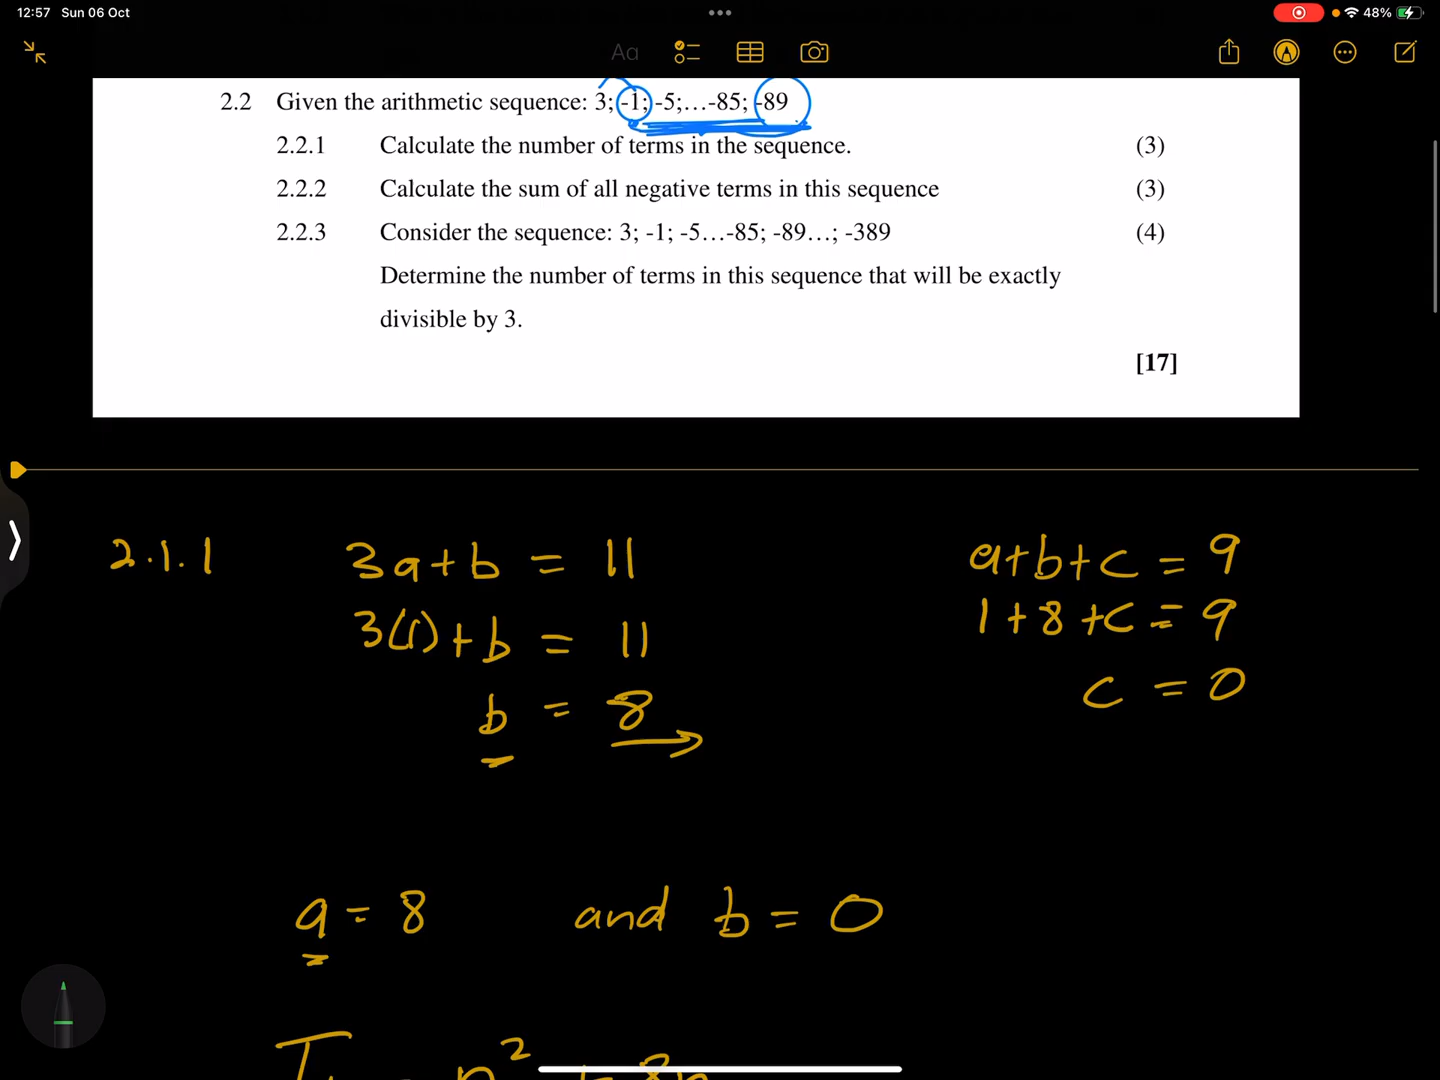 12:57 Sun 06 Oct
48%
Aa
2.2 Given the arithmetic sequence: 3; -1; -5;…-85; -89
2.2.1 Calculate the number of terms in the sequence. (3)
2.2.2 Calculate the sum of all negative terms in this sequence (3)
2.2.3 Consider the sequence: 3; -1; -5…-85; -89…; -389 (4)
Determine the number of terms in this sequence that will be exactly
divisible by 3.
[17]
2.1.1 3a+b = 11 a+b+c = 9
3(1)+b = 11 1+8+c = 9
b = 8 c = 0
a = 8 and b = 0